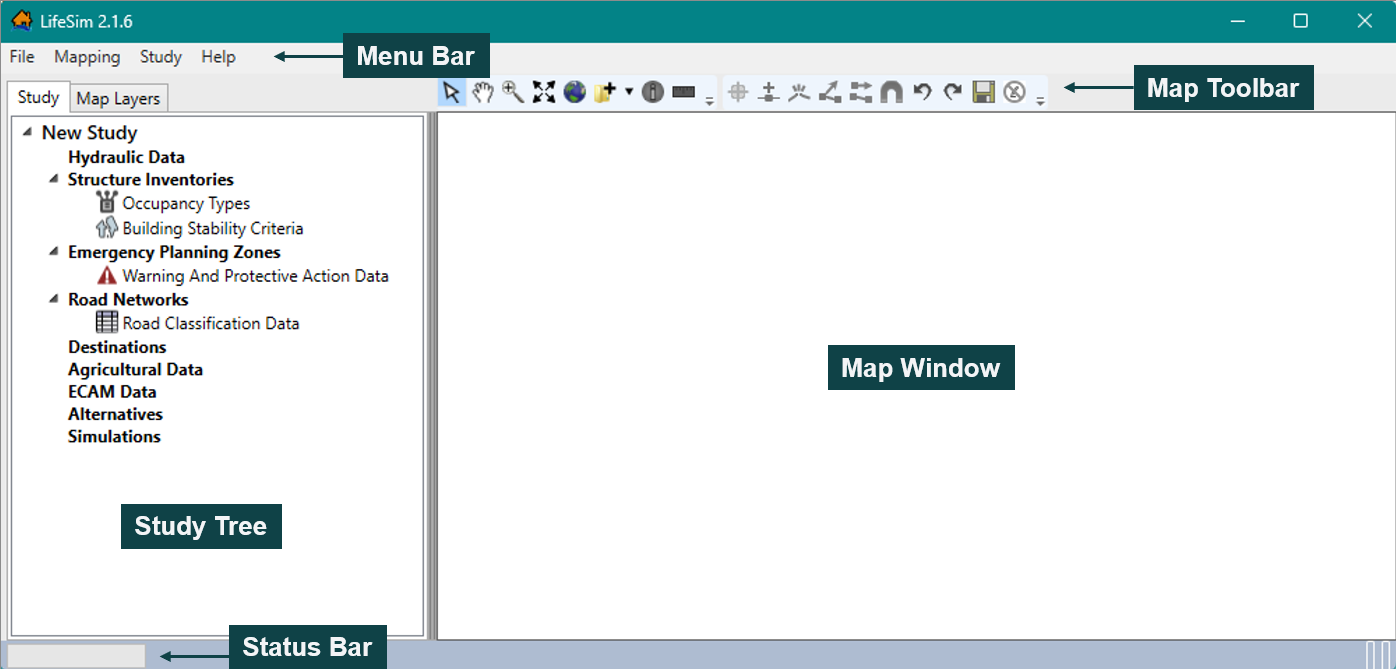 LifeSim 2.1.6
File Mapping Study Help
Menu Bar
Map Toolbar
Study Map Layers
New Study
Hydraulic Data
Structure Inventories
Occupancy Types
Building Stability Criteria
Emergency Planning Zones
Warning And Protective Action Data
Road Networks
Road Classification Data
Destinations
Agricultural Data
ECAM Data
Alternatives
Simulations
Map Window
Study Tree
Status Bar